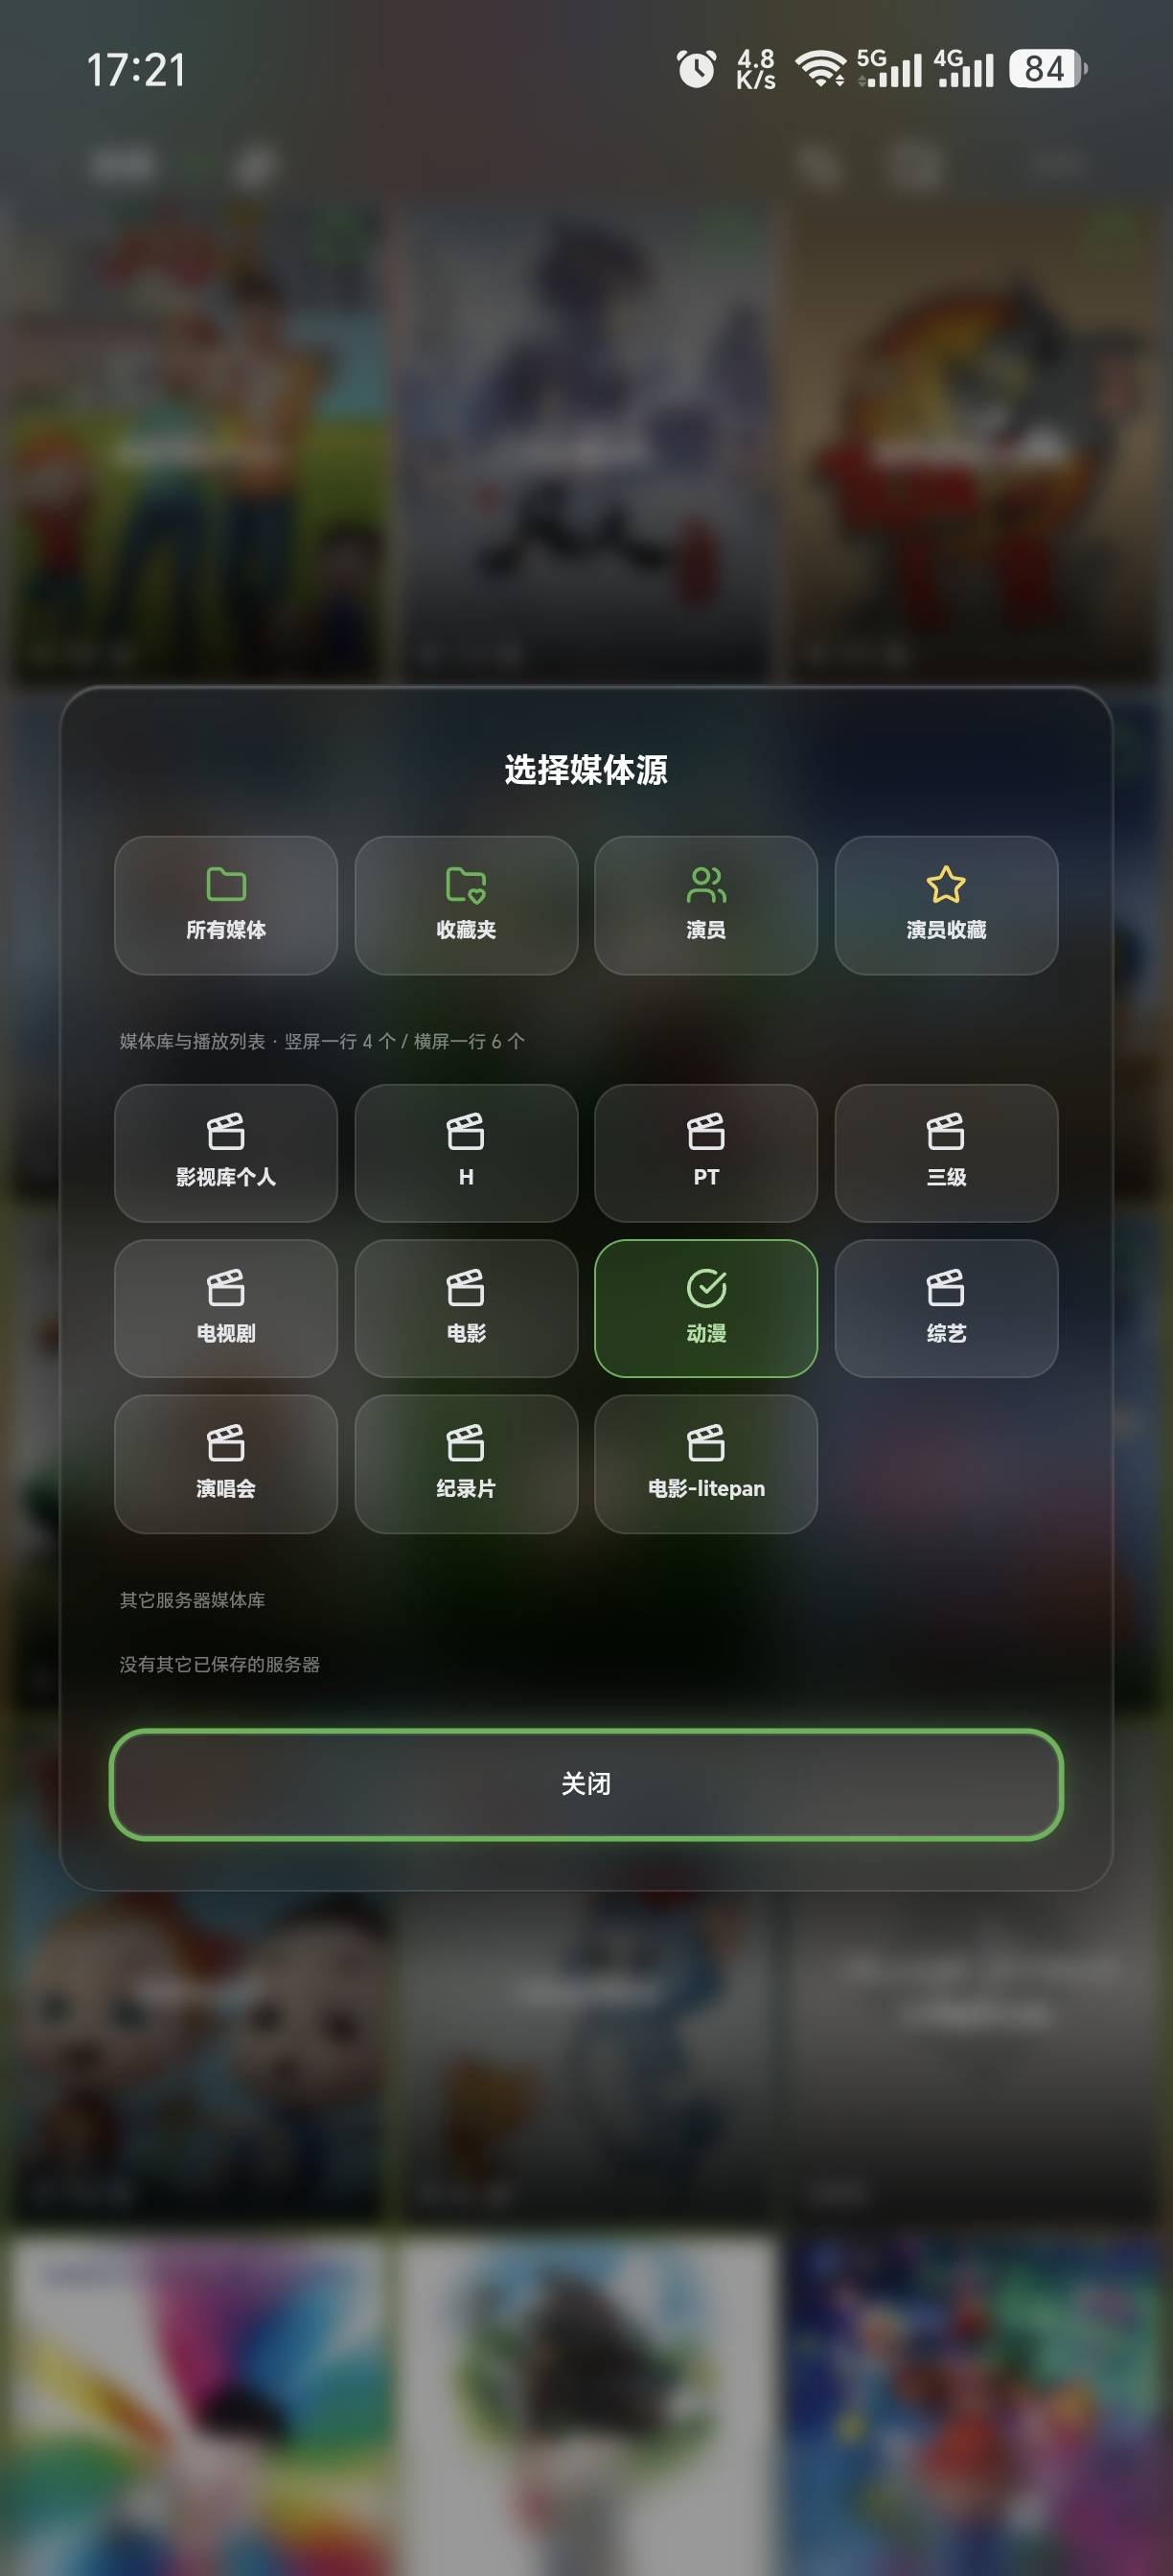 17:21
4.8 K/s 5G 4G 84
选择媒体源
所有媒体 收藏夹 演员 演员收藏
媒体库与播放列表 · 竖屏一行 4 个 / 横屏一行 6 个
影视库个人 H PT 三级
电视剧 电影 动漫 综艺
演唱会 纪录片 电影-litepan
其它服务器媒体库
没有其它已保存的服务器
关闭